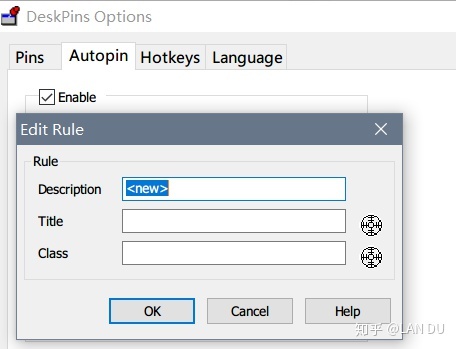 DeskPins Options
Pins Autopin Hotkeys Language
Enable
Edit Rule
Rule
Description <new>
Title
Class
OK Cancel Help
知乎 @LAN DU